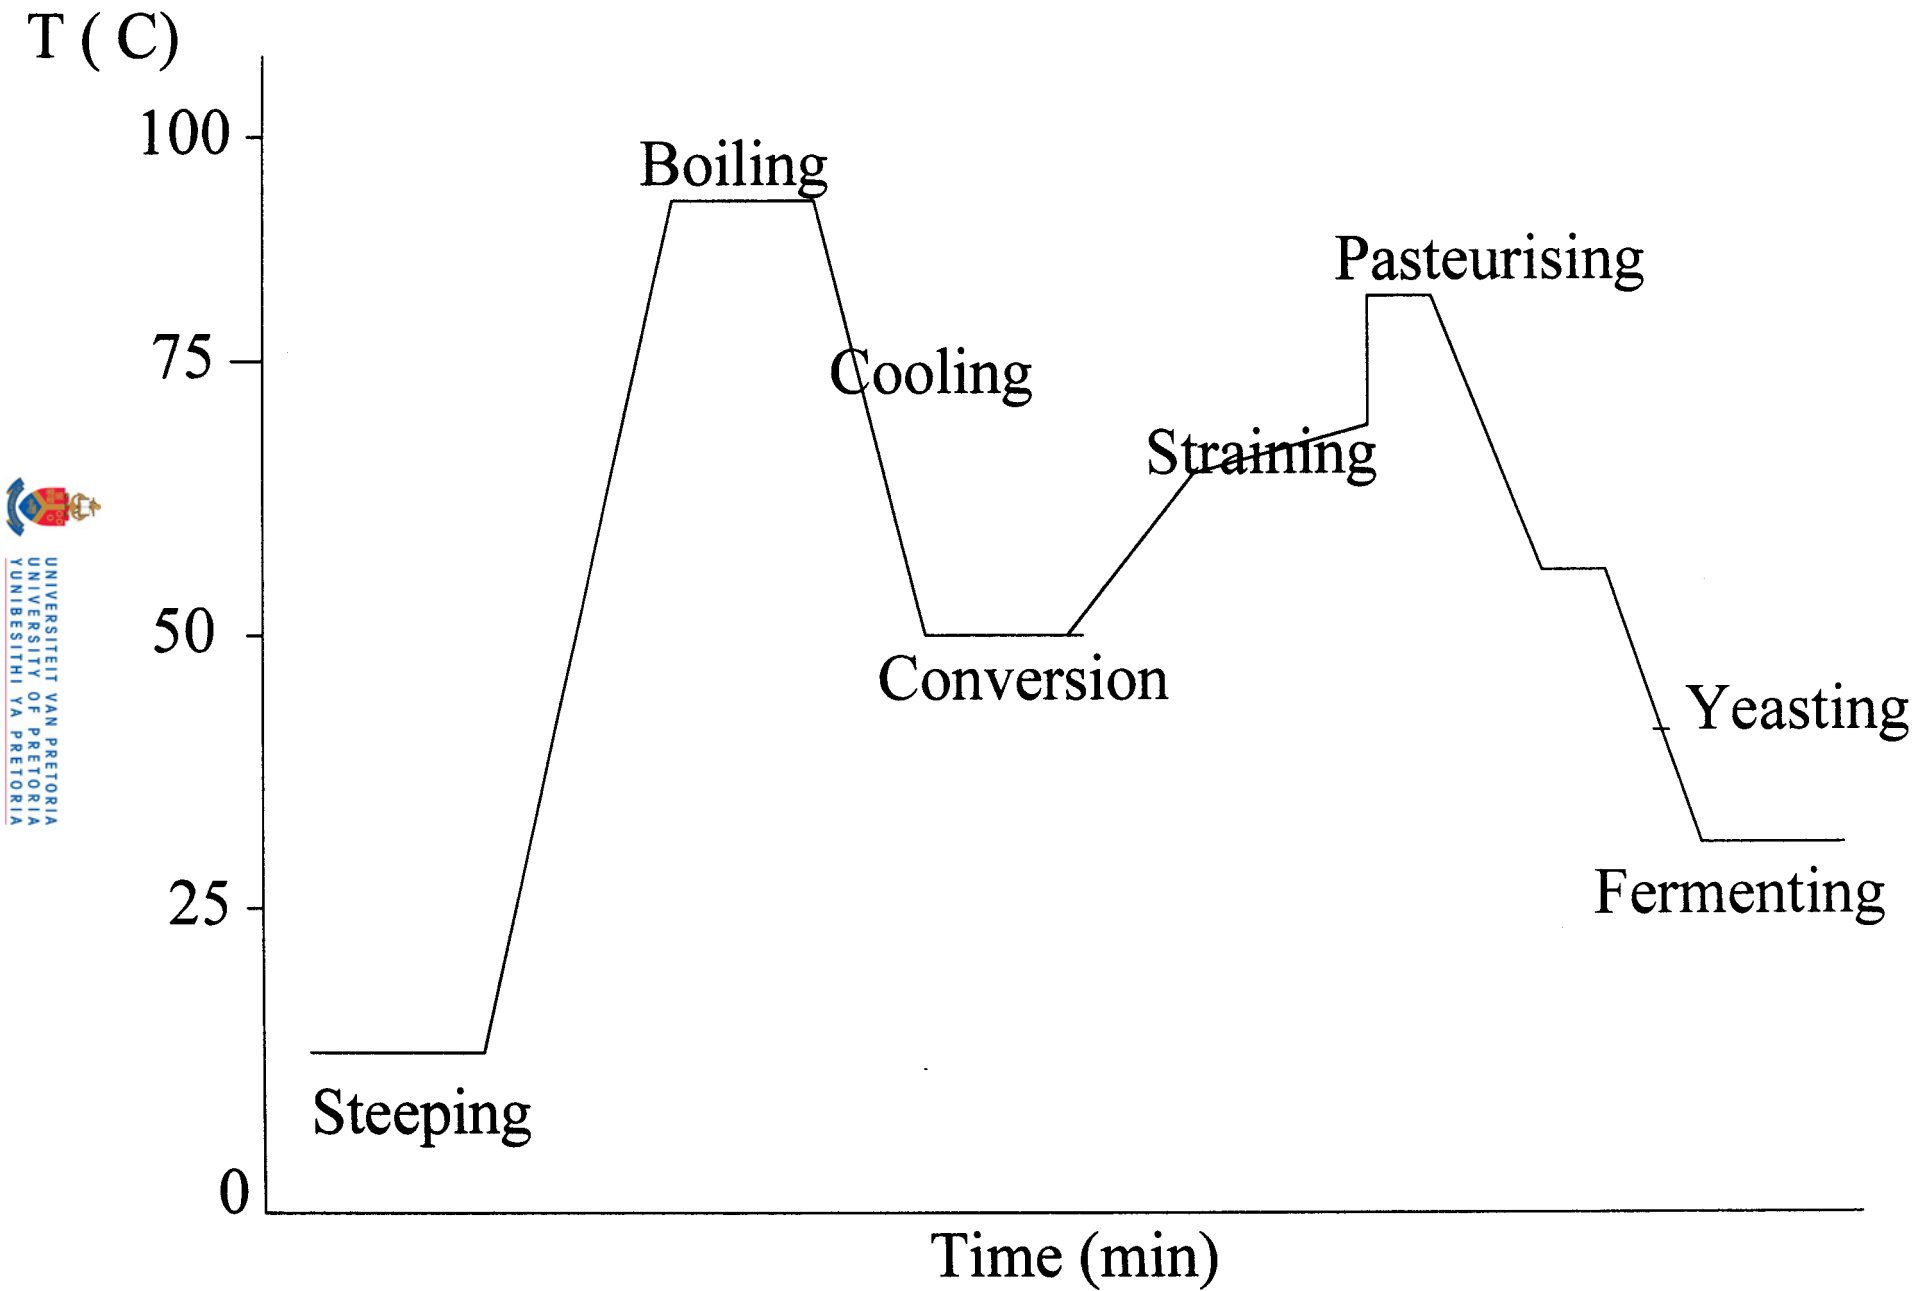 T ( C)
100
Boiling
Pasteurising
75
Cooling
Straining
50
Conversion
Yeasting
25
Fermenting
Steeping
0
Time (min)
UNIVERSITEIT VAN PRETORIA
UNIVERSITY OF PRETORIA
YUNIBESITHI YA PRETORIA